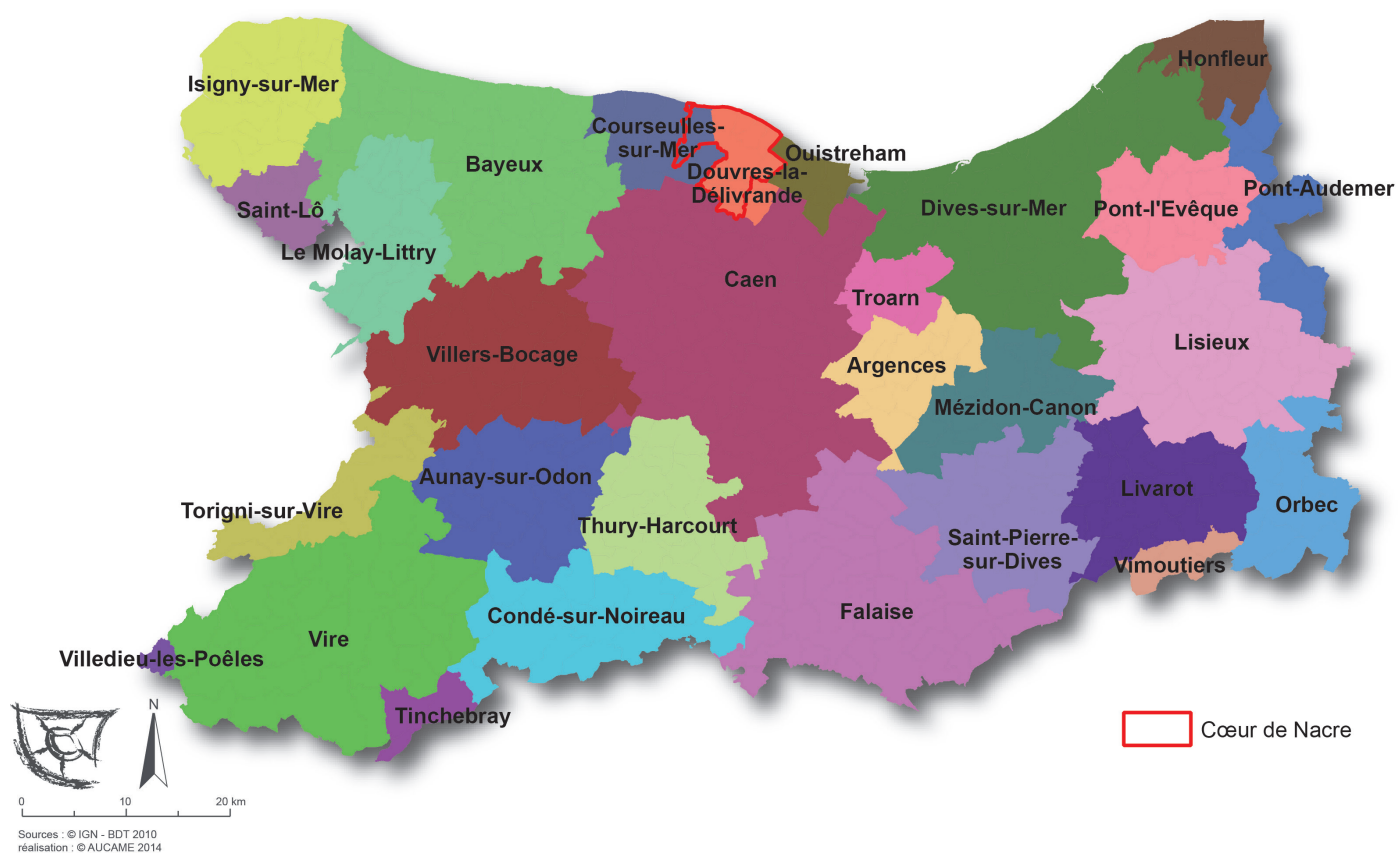 Honfleur
Isigny-sur-Mer
Courseulles-
sur-Mer
Ouistreham
Bayeux
Douvres-la-
Délivrande
Pont-Audemer
Saint-Lô
Dives-sur-Mer
Pont-l'Evêque
Le Molay-Littry
Caen
Troarn
Lisieux
Villers-Bocage
Argences
Mézidon-Canon
Aunay-sur-Odon
Livarot
Orbec
Torigni-sur-Vire
Thury-Harcourt
Saint-Pierre-
sur-Dives
Vimoutiers
Condé-sur-Noireau
Falaise
Vire
Villedieu-les-Poêles
Tinchebray
N
Cœur de Nacre
0 10 20 km
Sources : © IGN - BDT 2010
réalisation : © AUCAME 2014